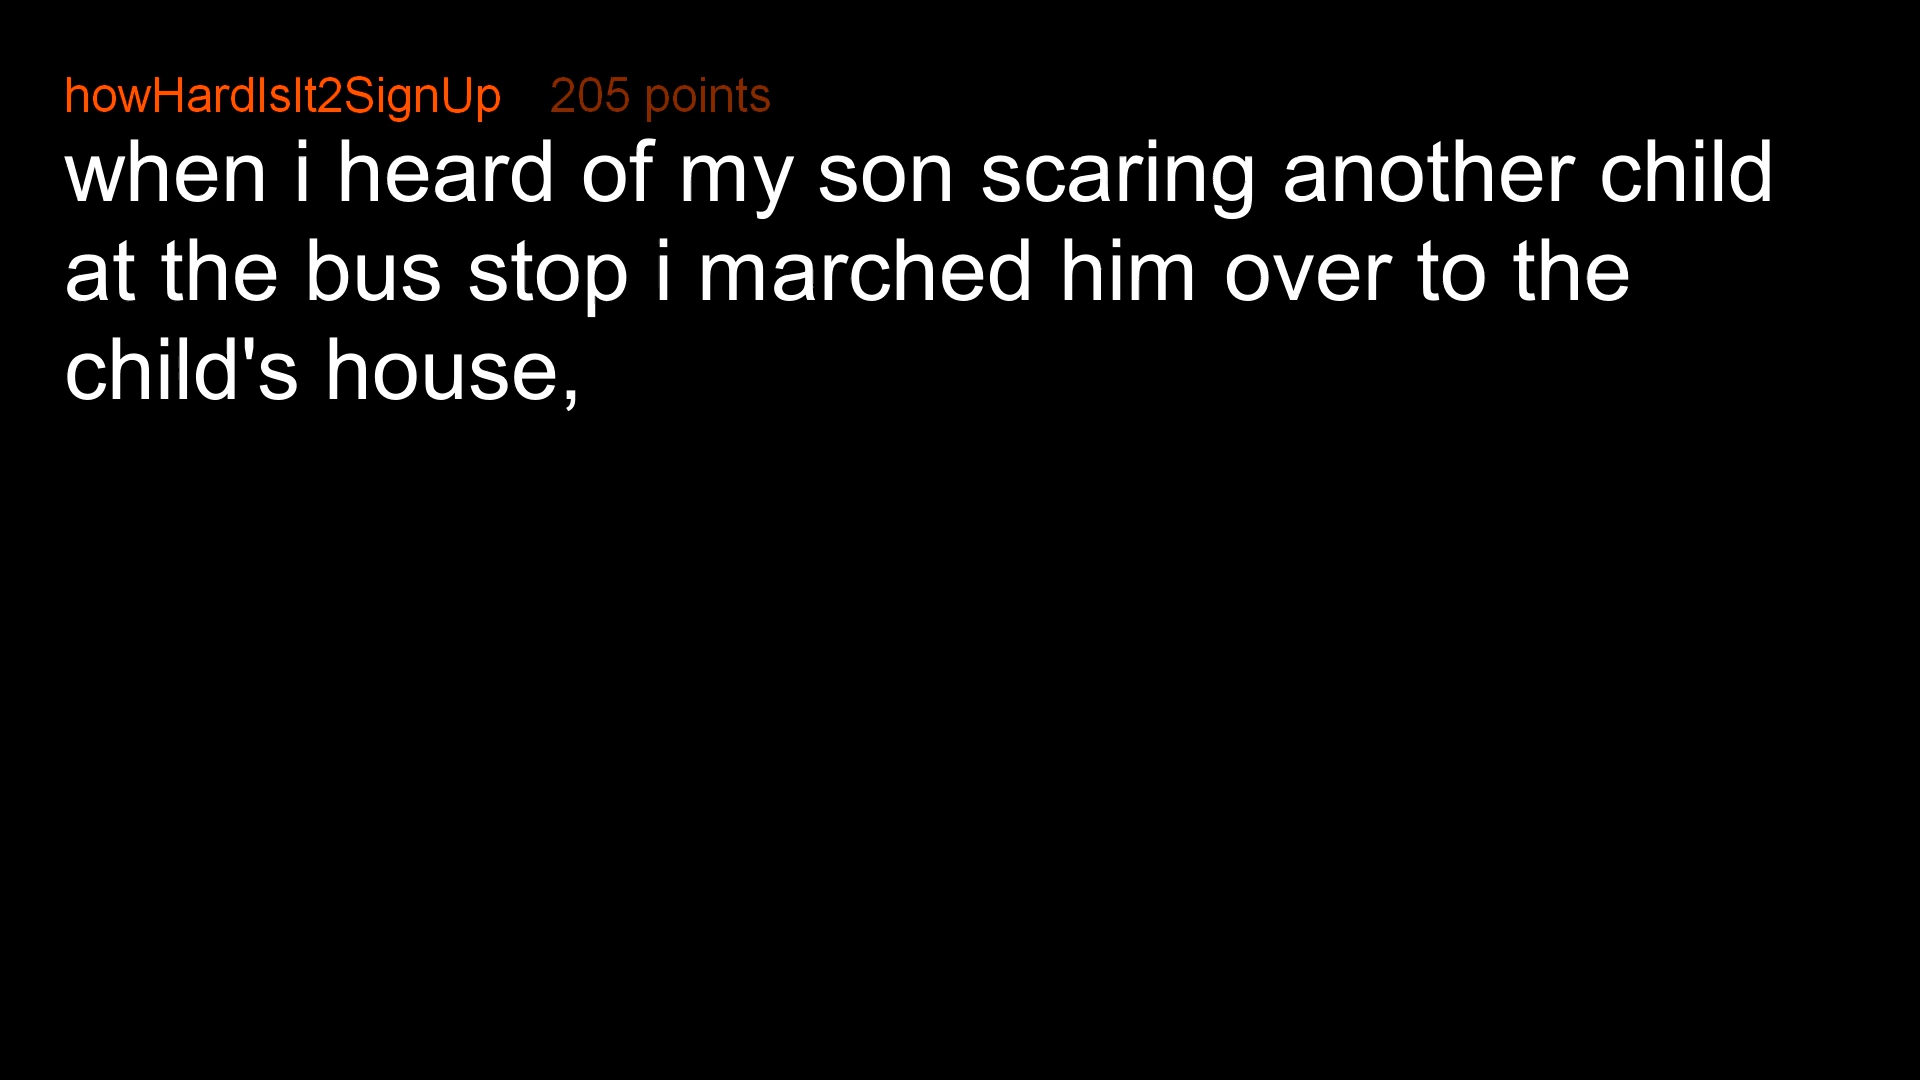 howHardIsIt2SignUp 205 points
when i heard of my son scaring another child
at the bus stop i marched him over to the
child's house,